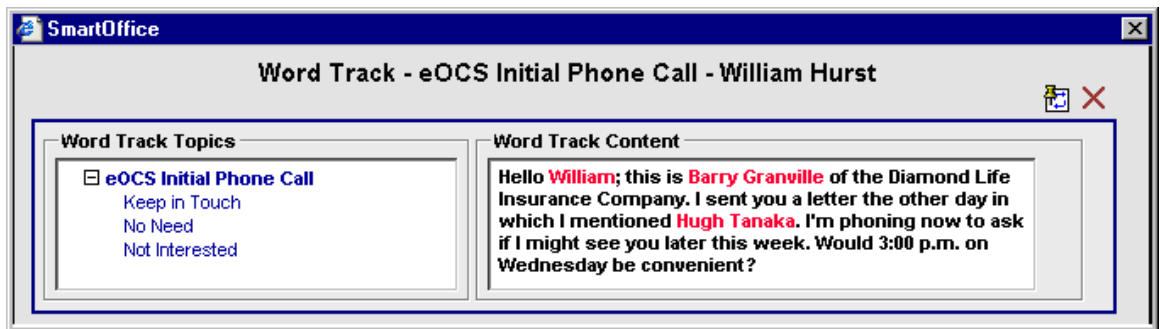 SmartOffice
Word Track - eOCS Initial Phone Call - William Hurst
Word Track Topics
eOCS Initial Phone Call
Keep in Touch
No Need
Not Interested
Word Track Content
Hello William; this is Barry Granville of the Diamond Life
Insurance Company. I sent you a letter the other day in
which I mentioned Hugh Tanaka. I'm phoning now to ask
if I might see you later this week. Would 3:00 p.m. on
Wednesday be convenient?